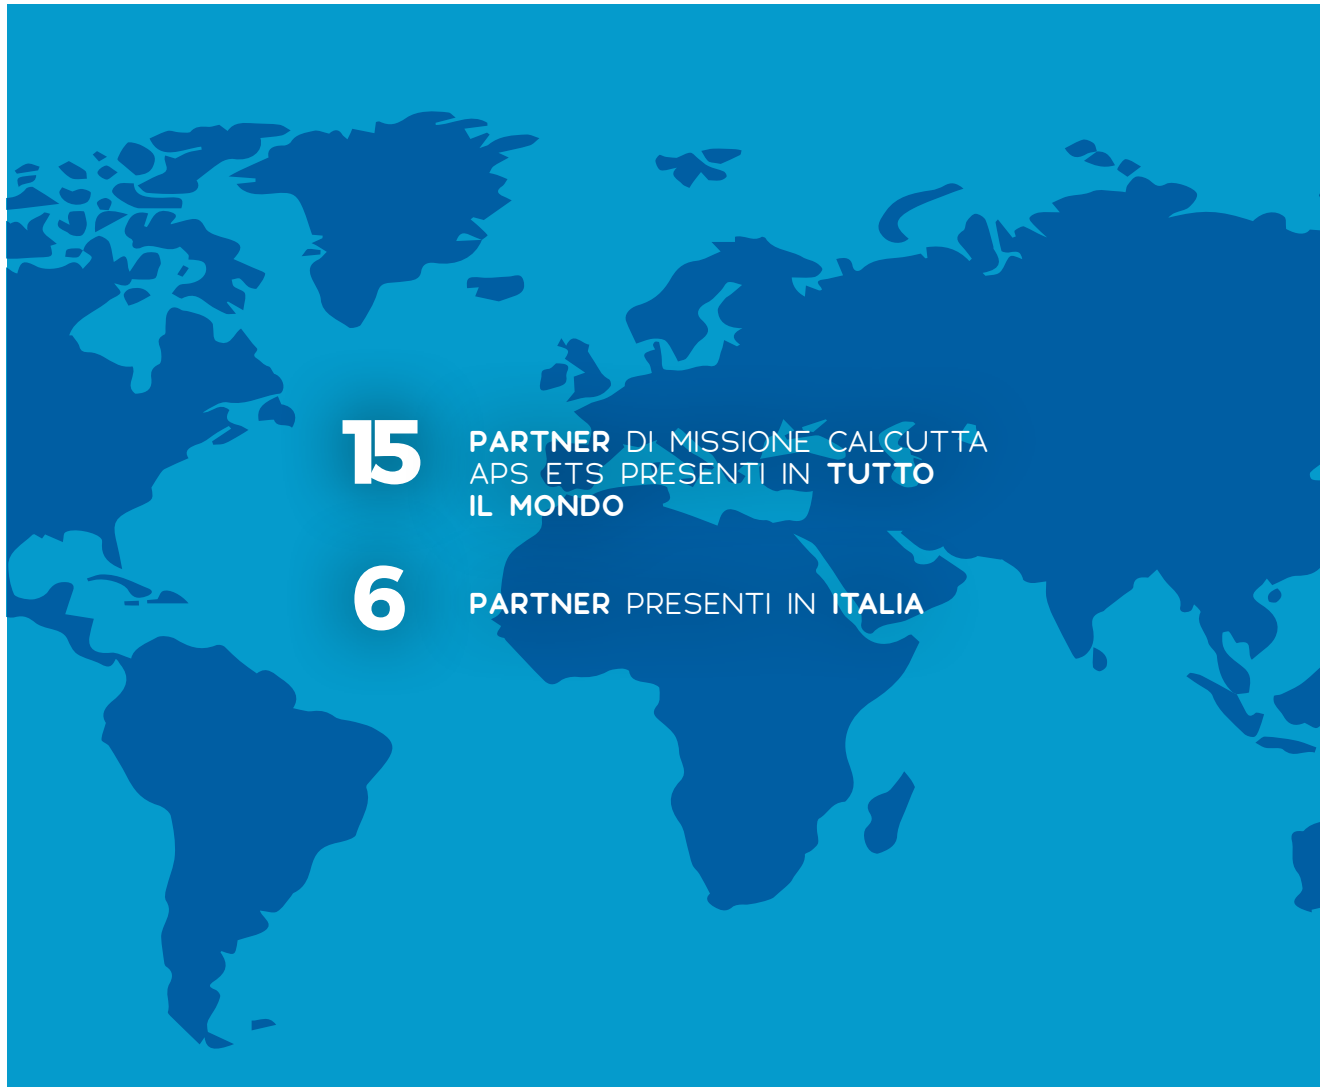 15
PARTNER DI MISSIONE CALCUTTA
APS ETS PRESENTI IN TUTTO
IL MONDO
6
PARTNER PRESENTI IN ITALIA